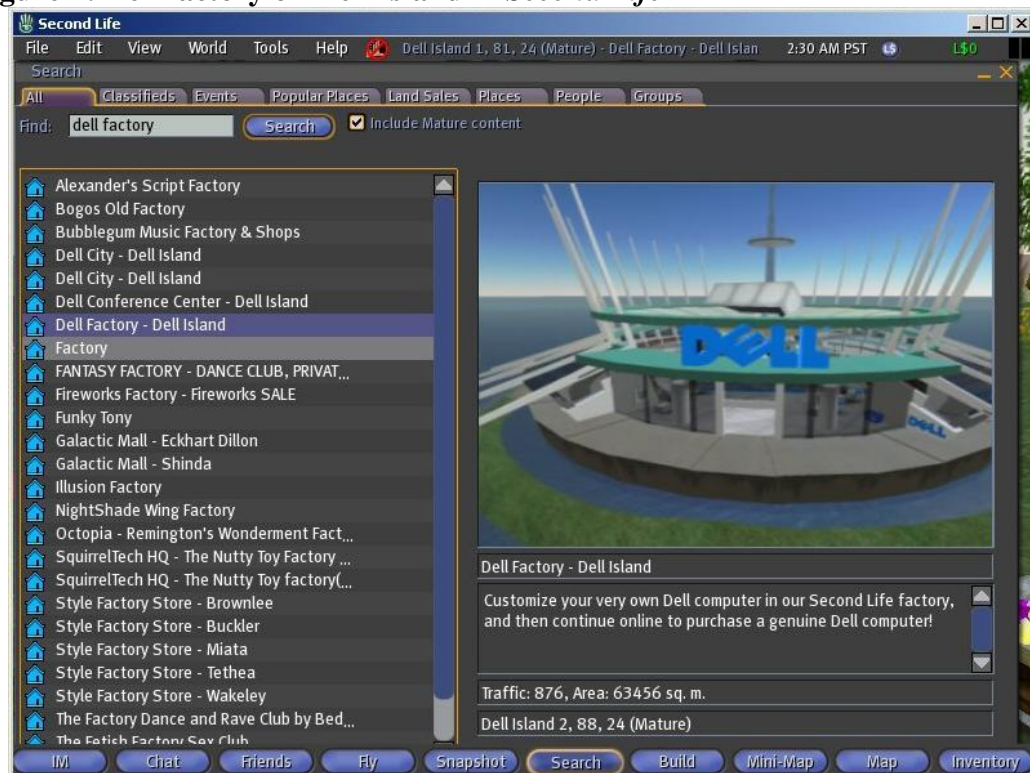 Second Life
File Edit View World Tools Help Dell Island 1, 81, 24 (Mature) - Dell Factory - Dell Islan 2:30 AM PST L$ L$0
Search
All Classifieds Events Popular Places Land Sales Places People Groups
Find: dell factory Search Include Mature content
Alexander's Script Factory
Bogos Old Factory
Bubblegum Music Factory & Shops
Dell City - Dell Island
Dell City - Dell Island
Dell Conference Center - Dell Island
Dell Factory - Dell Island
Factory
FANTASY FACTORY - DANCE CLUB, PRIVAT...
Fireworks Factory - Fireworks SALE
Funky Tony
Galactic Mall - Eckhart Dillon
Galactic Mall - Shinda
Illusion Factory
NightShade Wing Factory
Octopia - Remington's Wonderment Fact...
SquirrelTech HQ - The Nutty Toy Factory ...
SquirrelTech HQ - The Nutty Toy factory(...
Style Factory Store - Brownlee
Style Factory Store - Buckler
Style Factory Store - Miata
Style Factory Store - Tethea
Style Factory Store - Wakeley
The Factory Dance and Rave Club by Bed...
The Fetish Factory Sex Club
DELL
DELL
Dell Factory - Dell Island
Customize your very own Dell computer in our Second Life factory,
and then continue online to purchase a genuine Dell computer!
Traffic: 876, Area: 63456 sq. m.
Dell Island 2, 88, 24 (Mature)
IM Chat Friends Fly Snapshot Search Build Mini-Map Map Inventory